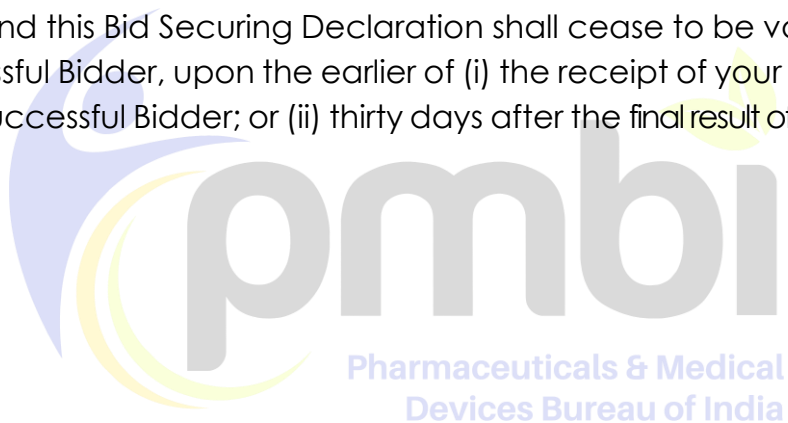 nd this Bid Securing Declaration shall cease to be v
sful Bidder, upon the earlier of (i) the receipt of your
uccessful Bidder; or (ii) thirty days after the final result of
pmbi
Pharmaceuticals & Medical
Devices Bureau of India